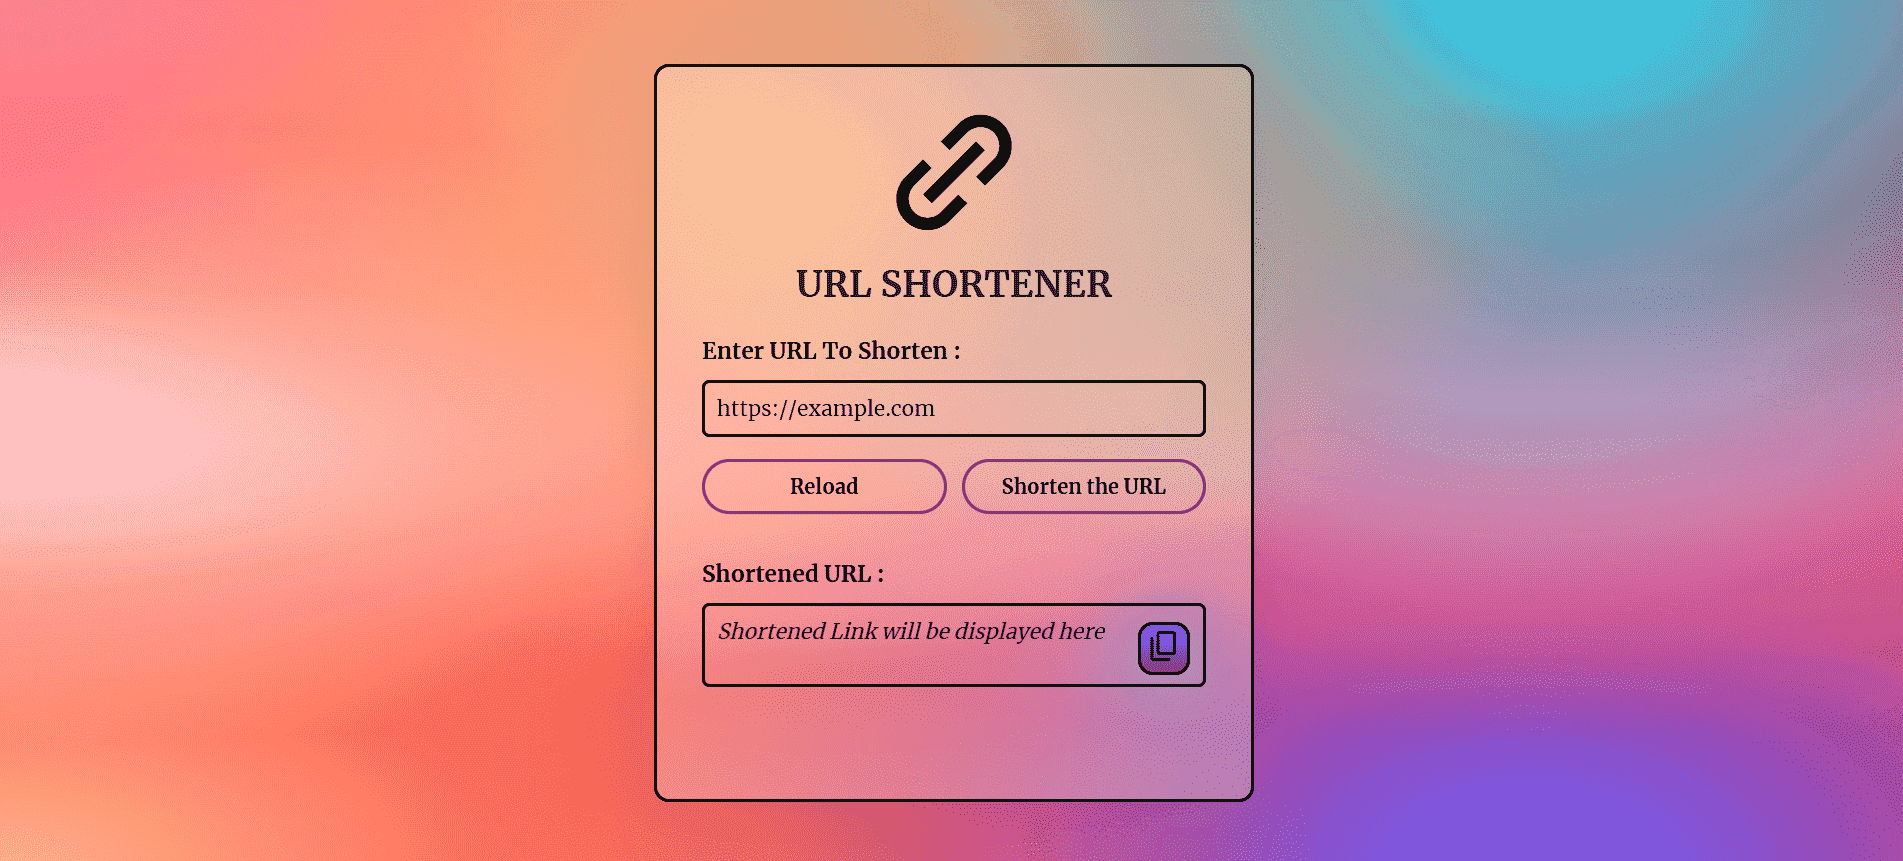 URL SHORTENER
Enter URL To Shorten :
https://example.com
Reload
Shorten the URL
Shortened URL :
Shortened Link will be displayed here